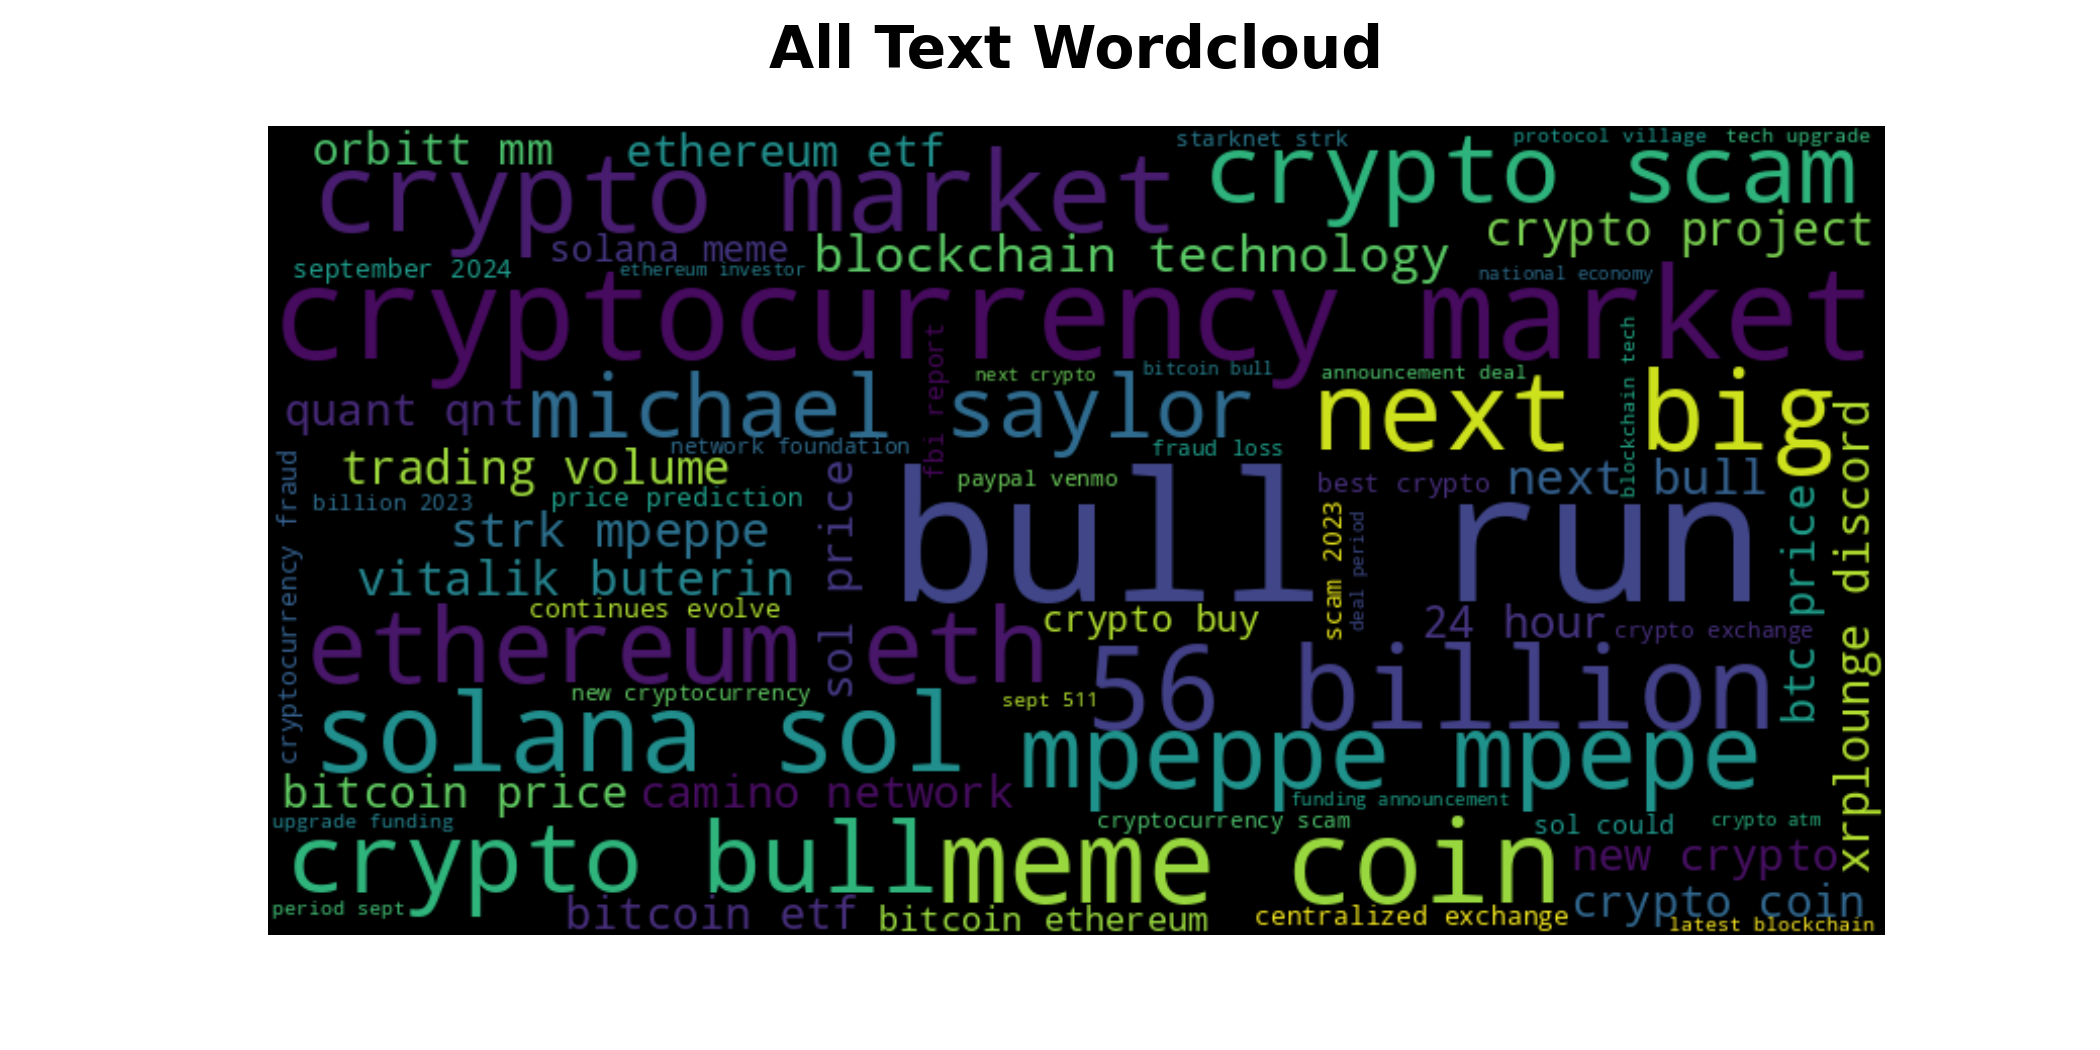 All Text Wordcloud
orbitt mm
ethereum etf
starknet strk
protocol village
tech upgrade
crypto market
crypto scam
crypto project
solana meme
blockchain technology
september 2024
ethereum investor
national economy
cryptocurrency market
fbi report
blockchain tech
next crypto
bitcoin bull
announcement deal
quant qnt
michael saylor
next big
network foundation
fraud loss
trading volume
paypal venmo
best crypto
next bull
cryptocurrency fraud
billion 2023
price prediction
sol price
bull run
scam 2023
deal period
btc price
xrplounge discord
strk mpeppe
vitalik buterin
continues evolve
crypto buy
24 hour
crypto exchange
ethereum eth
56 billion
new cryptocurrency
sept 511
solana sol
mpeppe mpepe
bitcoin price
camino network
funding announcement
upgrade funding
cryptocurrency scam
sol could
crypto atm
crypto bull
meme coin
new crypto
period sept
bitcoin etf
bitcoin ethereum
centralized exchange
crypto coin
latest blockchain